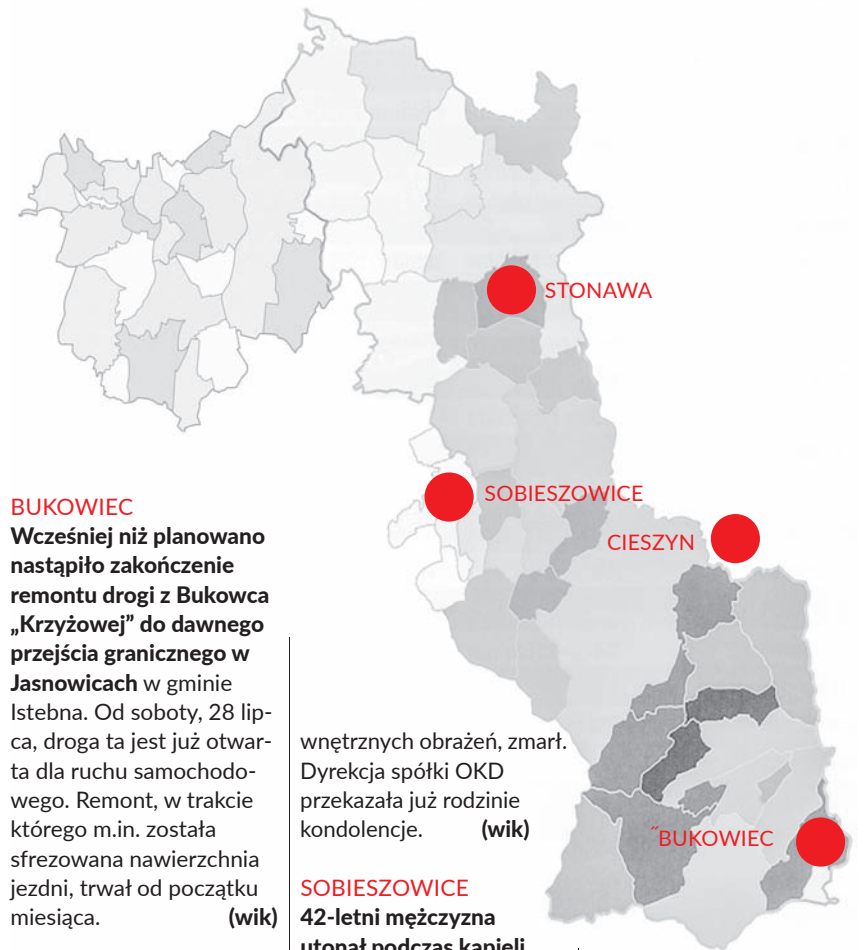 STONAWA
SOBIESZOWICE
CIESZYN
˝BUKOWIEC
BUKOWIEC
Wcześniej niż planowano
nastąpiło zakończenie
remontu drogi z Bukowca
„Krzyżowej” do dawnego
przejścia granicznego w
Jasnowicach w gminie
Istebna. Od soboty, 28 lip-
ca, droga ta jest już otwar-
ta dla ruchu samochodo-
wego. Remont, w trakcie
którego m.in. została
sfrezowana nawierzchnia
jezdni, trwał od początku
miesiąca. (wik)
wnętrznych obrażeń, zmarł.
Dyrekcja spółki OKD
przekazała już rodzinie
kondolencje. (wik)
SOBIESZOWICE
42-letni mężczyzna
utonął podczas kąpieli